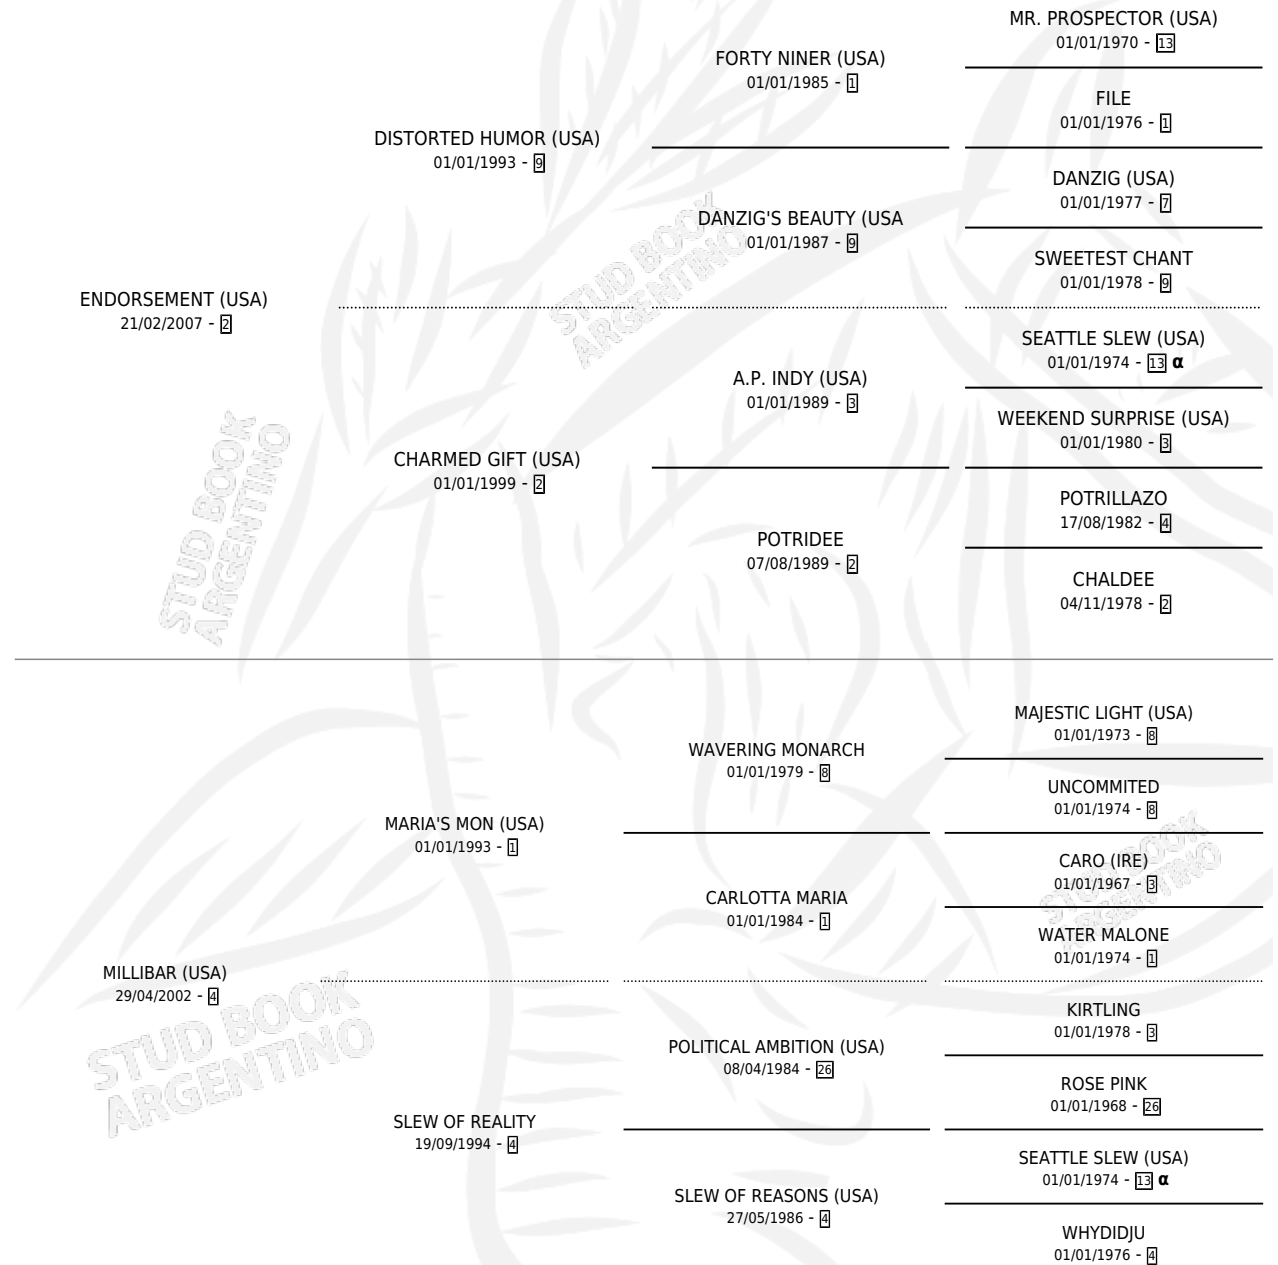 MR. PROSPECTOR (USA)
01/01/1970 - 13
FORTY NINER (USA)
01/01/1985 - 1
FILE
01/01/1976 - 1
DISTORTED HUMOR (USA)
01/01/1993 - 9
DANZIG (USA)
01/01/1977 - 7
DANZIG'S BEAUTY (USA
01/01/1987 - 9
SWEETEST CHANT
01/01/1978 - 9
ENDORSEMENT (USA)
21/02/2007 - 2
SEATTLE SLEW (USA)
01/01/1974 - 13 α
A.P. INDY (USA)
01/01/1989 - 3
WEEKEND SURPRISE (USA)
01/01/1980 - 3
CHARMED GIFT (USA)
01/01/1999 - 2
POTRILLAZO
17/08/1982 - 4
POTRIDEE
07/08/1989 - 2
CHALDEE
04/11/1978 - 2
MAJESTIC LIGHT (USA)
01/01/1973 - 8
WAVERING MONARCH
01/01/1979 - 8
UNCOMMITED
01/01/1974 - 8
MARIA'S MON (USA)
01/01/1993 - 1
CARO (IRE)
01/01/1967 - 3
CARLOTTA MARIA
01/01/1984 - 1
WATER MALONE
01/01/1974 - 1
MILLIBAR (USA)
29/04/2002 - 4
KIRTLING
01/01/1978 - 3
POLITICAL AMBITION (USA)
08/04/1984 - 26
ROSE PINK
01/01/1968 - 26
SLEW OF REALITY
19/09/1994 - 4
SEATTLE SLEW (USA)
01/01/1974 - 13 α
SLEW OF REASONS (USA)
27/05/1986 - 4
WHYDIDJU
01/01/1976 - 4
STUD BOOK
ARGENTINO
STUD BOOK
ARGENTINO
STUD BOOK
ARGENTINO
STUD BOOK
ARGENTINO